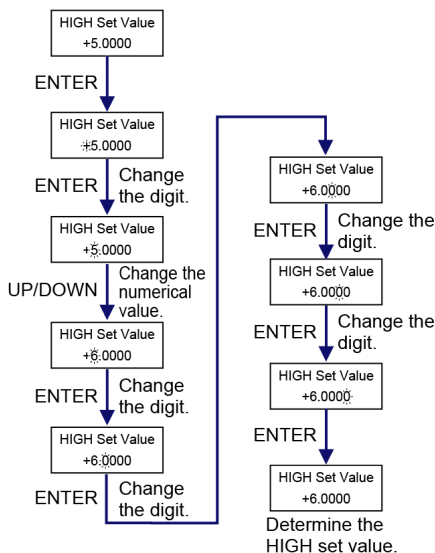 HIGH Set Value
+5.0000
ENTER
HIGH Set Value
+5.0000
ENTER
Change
the digit.
HIGH Set Value
+5.0000
UP/DOWN
Change the
numerical
value.
HIGH Set Value
+6.0000
ENTER
Change
the digit.
HIGH Set Value
+6.0000
ENTER
Change
the digit.
HIGH Set Value
+6.0000
ENTER
Change the
digit.
HIGH Set Value
+6.0000
ENTER
Change the
digit.
HIGH Set Value
+6.0000
ENTER
HIGH Set Value
+6.0000
Determine the
HIGH set value.